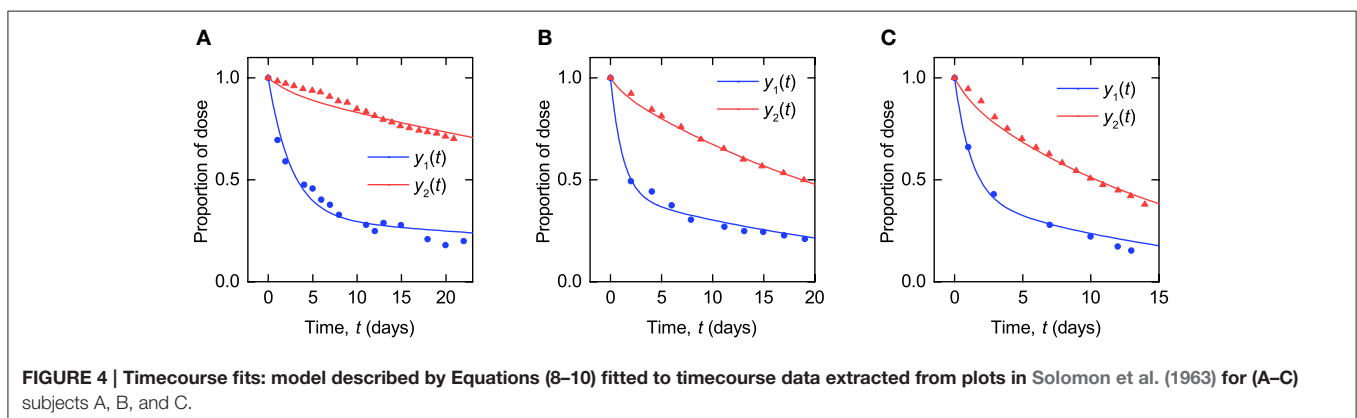 A
B
C
Proportion of dose
1.0
0.5
0.0
y1(t)
y2(t)
0 5 10 15 20
Time, t (days)
Proportion of dose
1.0
0.5
0.0
y1(t)
y2(t)
0 5 10 15 20
Time, t (days)
Proportion of dose
1.0
0.5
0.0
y1(t)
y2(t)
0 5 10 15
Time, t (days)
FIGURE 4 | Timecourse fits: model described by Equations (8–10) fitted to timecourse data extracted from plots in Solomon et al. (1963) for (A–C)
subjects A, B, and C.